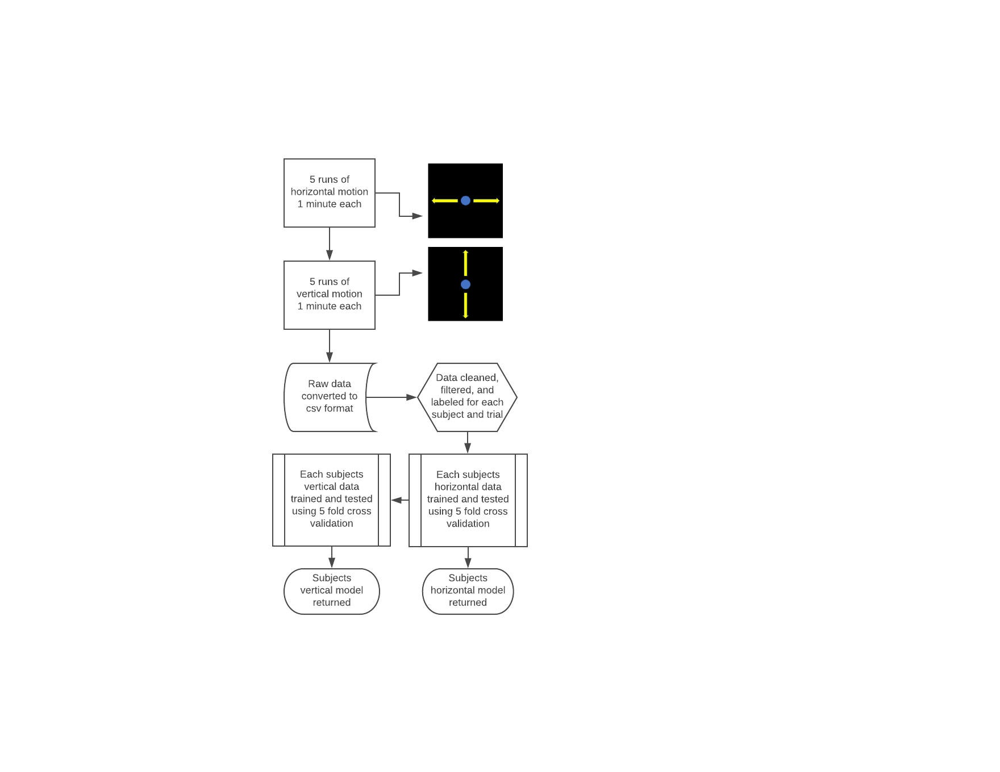 5 runs of
horizontal motion
1 minute each
5 runs of
vertical motion
1 minute each
Raw data
converted to
csv format
Data cleaned,
filtered, and
labeled for each
subject and trial
Each subjects
horizontal data
trained and tested
using 5 fold cross
validation
Each subjects
vertical data
trained and tested
using 5 fold cross
validation
Subjects
vertical model
returned
Subjects
horizontal model
returned